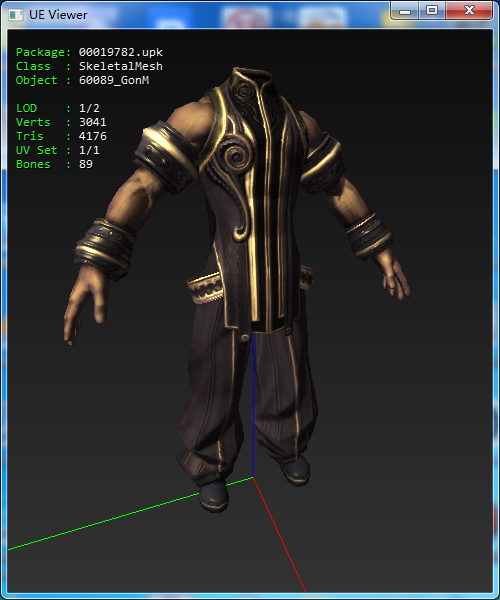 UE Viewer
Package: 00019782.upk
Class : SkeletalMesh
Object : 60089_GonM
LOD : 1/2
Verts : 3041
Tris : 4176
UV Set : 1/1
Bones : 89